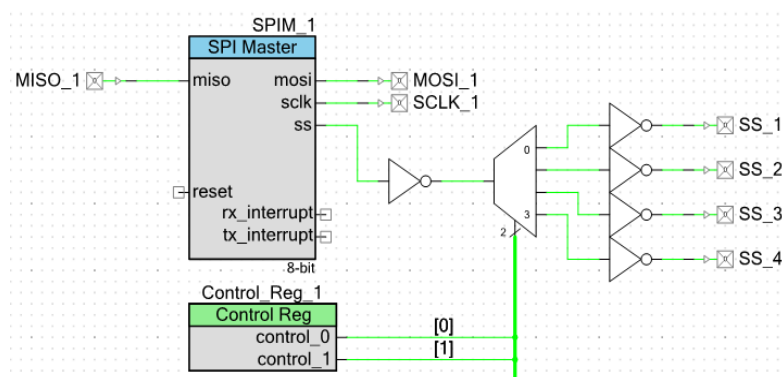 SPIM_1
SPI Master
MISO_1
miso
mosi
MOSI_1
sclk
SCLK_1
ss
reset
rx_interrupt
tx_interrupt
8-bit
0
3
2
SS_1
SS_2
SS_3
SS_4
Control_Reg_1
Control Reg
control_0
[0]
control_1
[1]